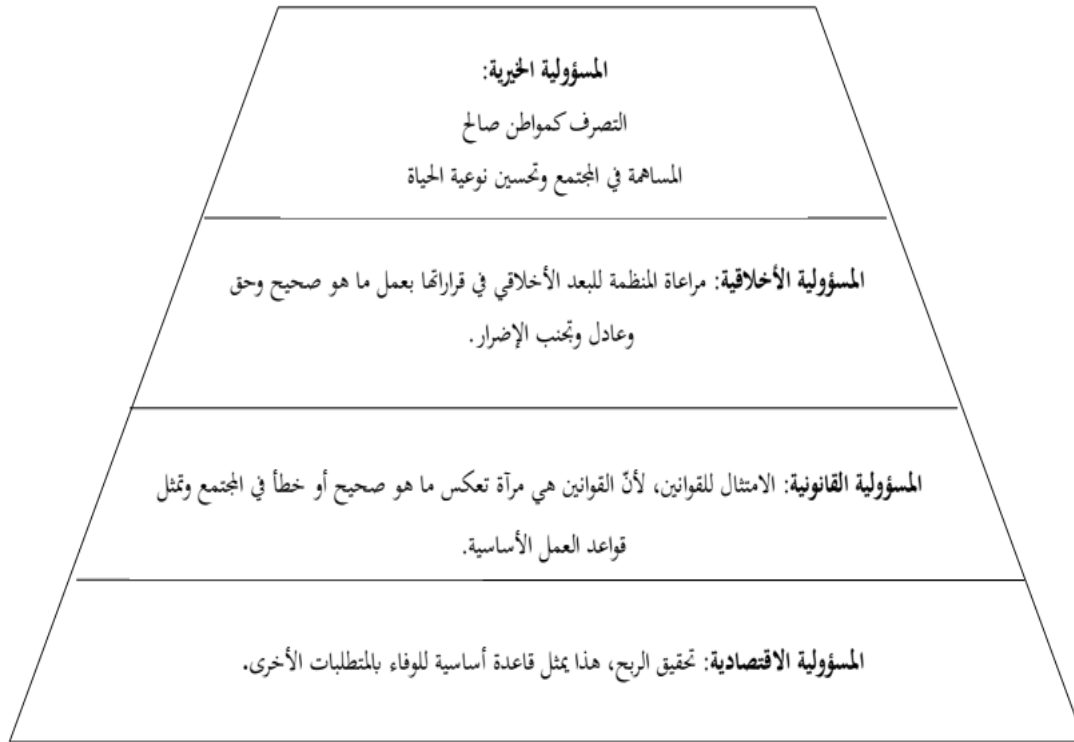 المسؤولية الخيرية:
التصرف كمواطن صالح
المساهمة في المجتمع وتحسين نوعية الحياة
المسؤولية الأخلاقية: مراعاة المنظمة للبعد الأخلاقي في قراراتها بعمل ما هو صحيح وحق
وعادل وتجنب الإضرار.
المسؤولية القانونية: الامتثال للقوانين، لأنّ القوانين هي مرآة تعكس ما هو صحيح أو خطأ في المجتمع وتمثل
قواعد العمل الأساسية.
المسؤولية الاقتصادية: تحقيق الربح، هذا يمثل قاعدة أساسية للوفاء بالمتطلبات الأخرى.